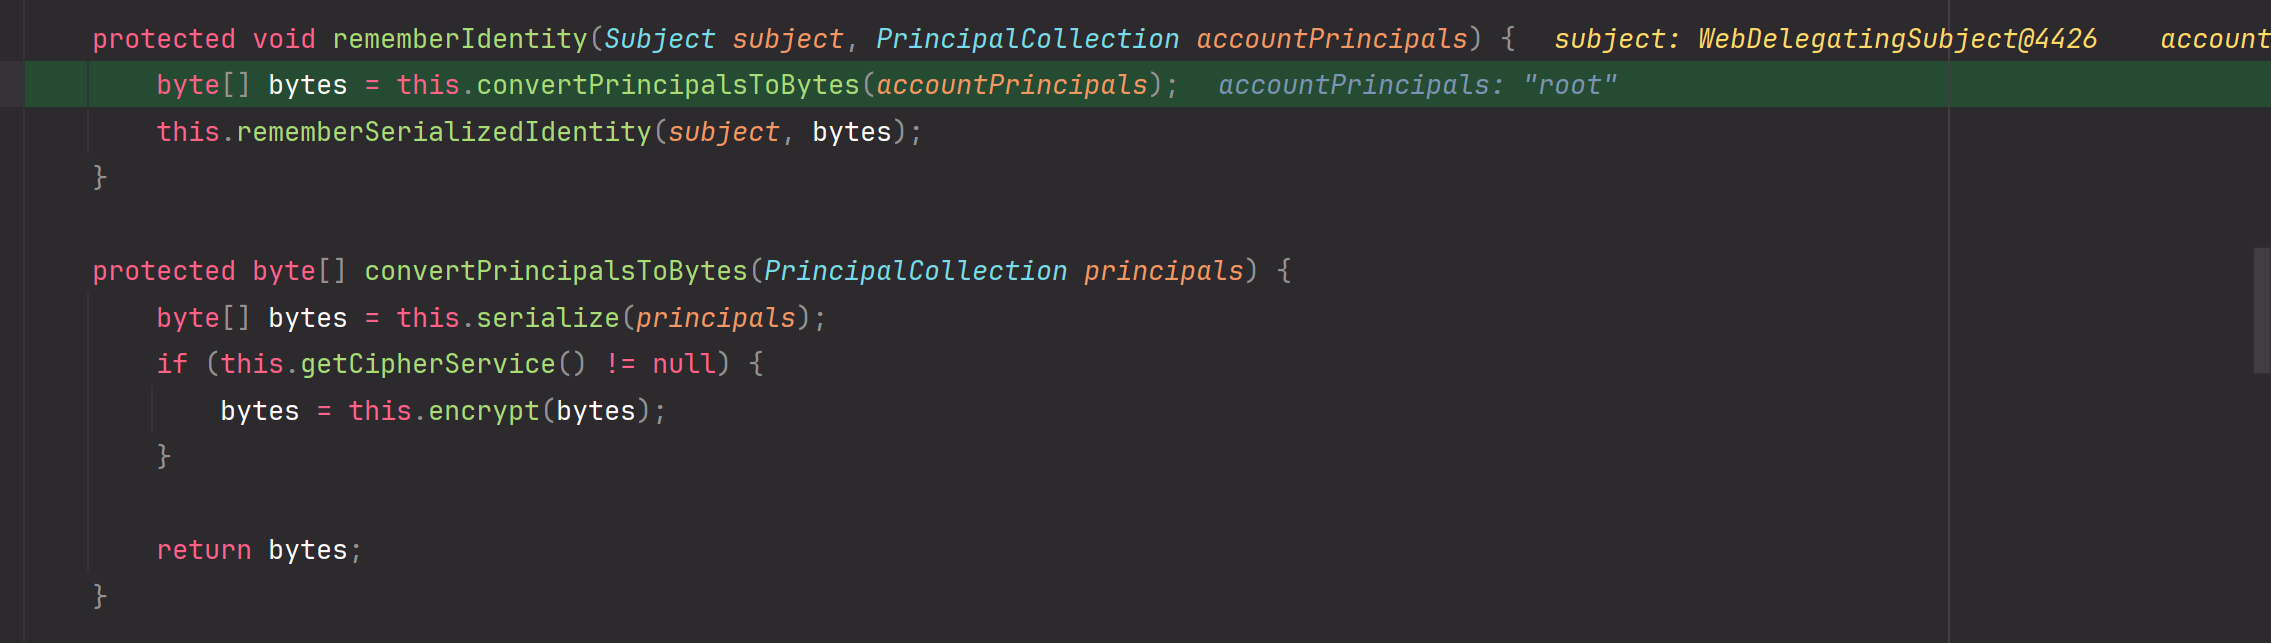 protected void rememberIdentity(Subject subject, PrincipalCollection accountPrincipals) { subject: WebDelegatingSubject@4426 account
byte[] bytes = this.convertPrincipalsToBytes(accountPrincipals); accountPrincipals: "root"
this.rememberSerializedIdentity(subject, bytes);
}
protected byte[] convertPrincipalsToBytes(PrincipalCollection principals) {
byte[] bytes = this.serialize(principals);
if (this.getCipherService() != null) {
bytes = this.encrypt(bytes);
}
return bytes;
}